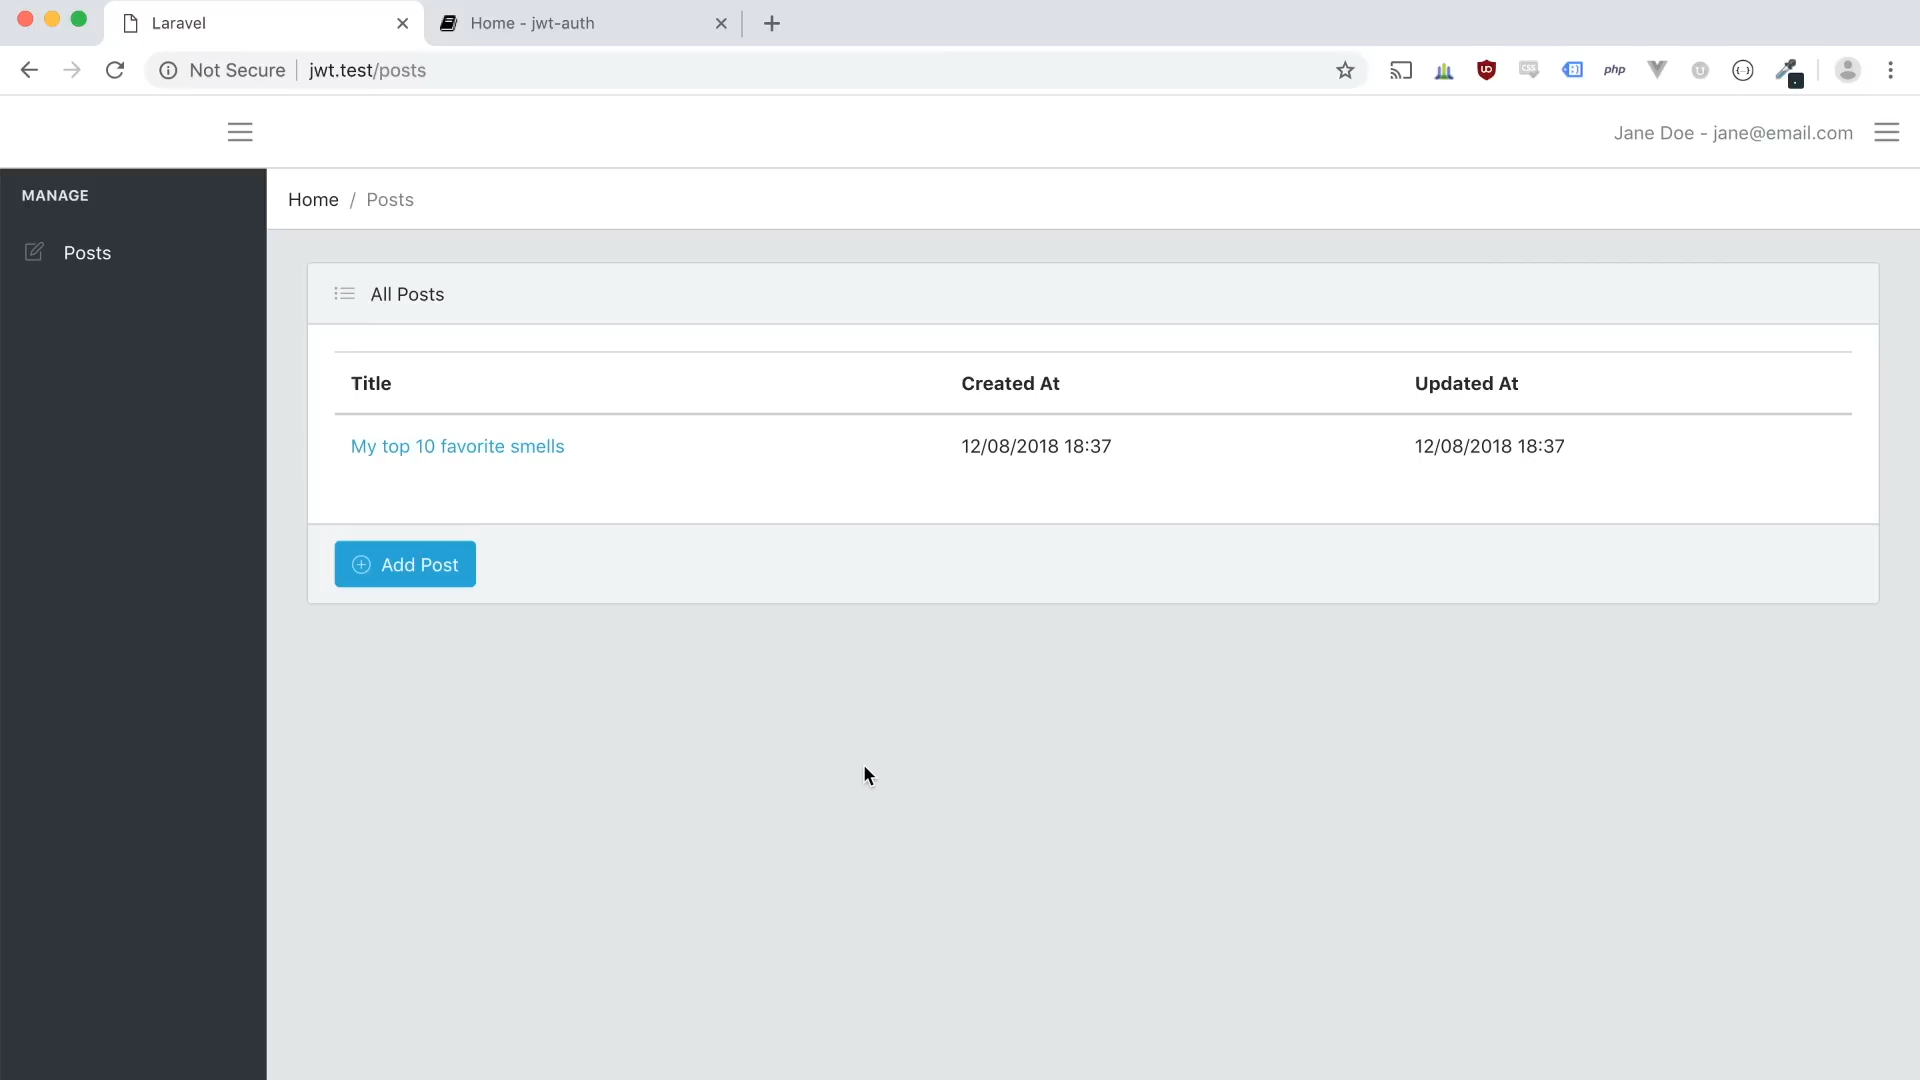 Laravel
Home - jwt-auth
Not Secure
jwt.test/posts
php
Jane Doe - jane@email.com
MANAGE
Posts
Home / Posts
All Posts
Title Created At Updated At
My top 10 favorite smells 12/08/2018 18:37 12/08/2018 18:37
Add Post